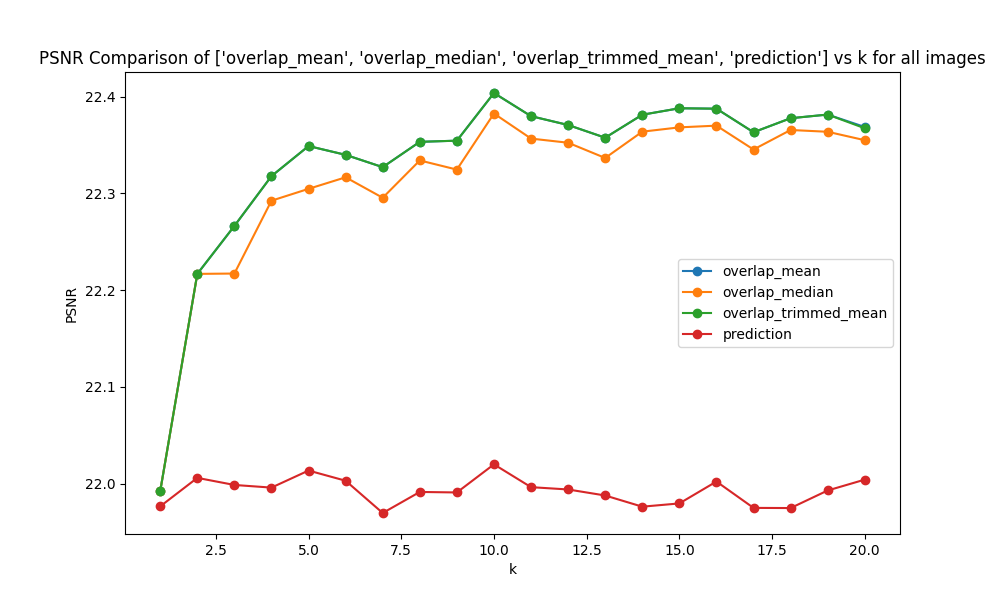 PSNR Comparison of ['overlap_mean', 'overlap_median', 'overlap_trimmed_mean', 'prediction'] vs k for all images
22.4
22.3
22.2
22.1
22.0
PSNR
overlap_mean
overlap_median
overlap_trimmed_mean
prediction
2.5 5.0 7.5 10.0 12.5 15.0 17.5 20.0
k